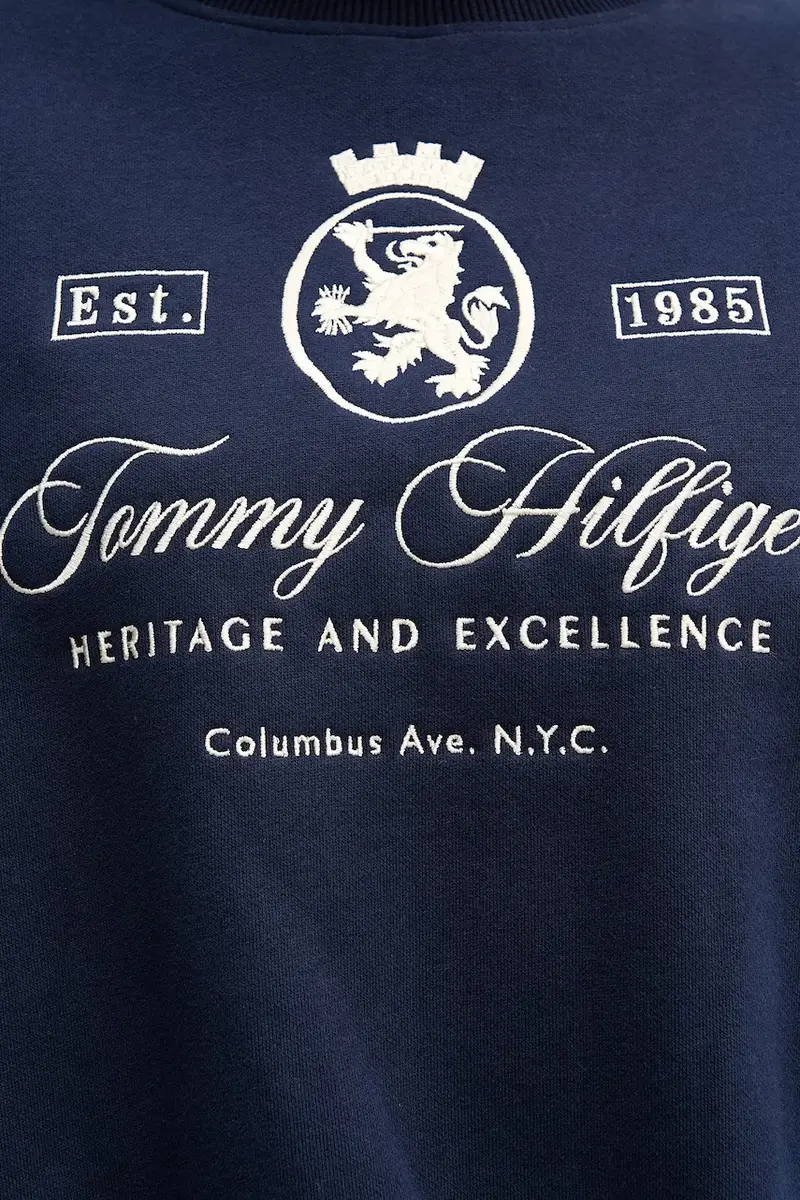 Est. 1985
Tommy Hilfige
HERITAGE AND EXCELLENCE
Columbus Ave. N.Y.C.